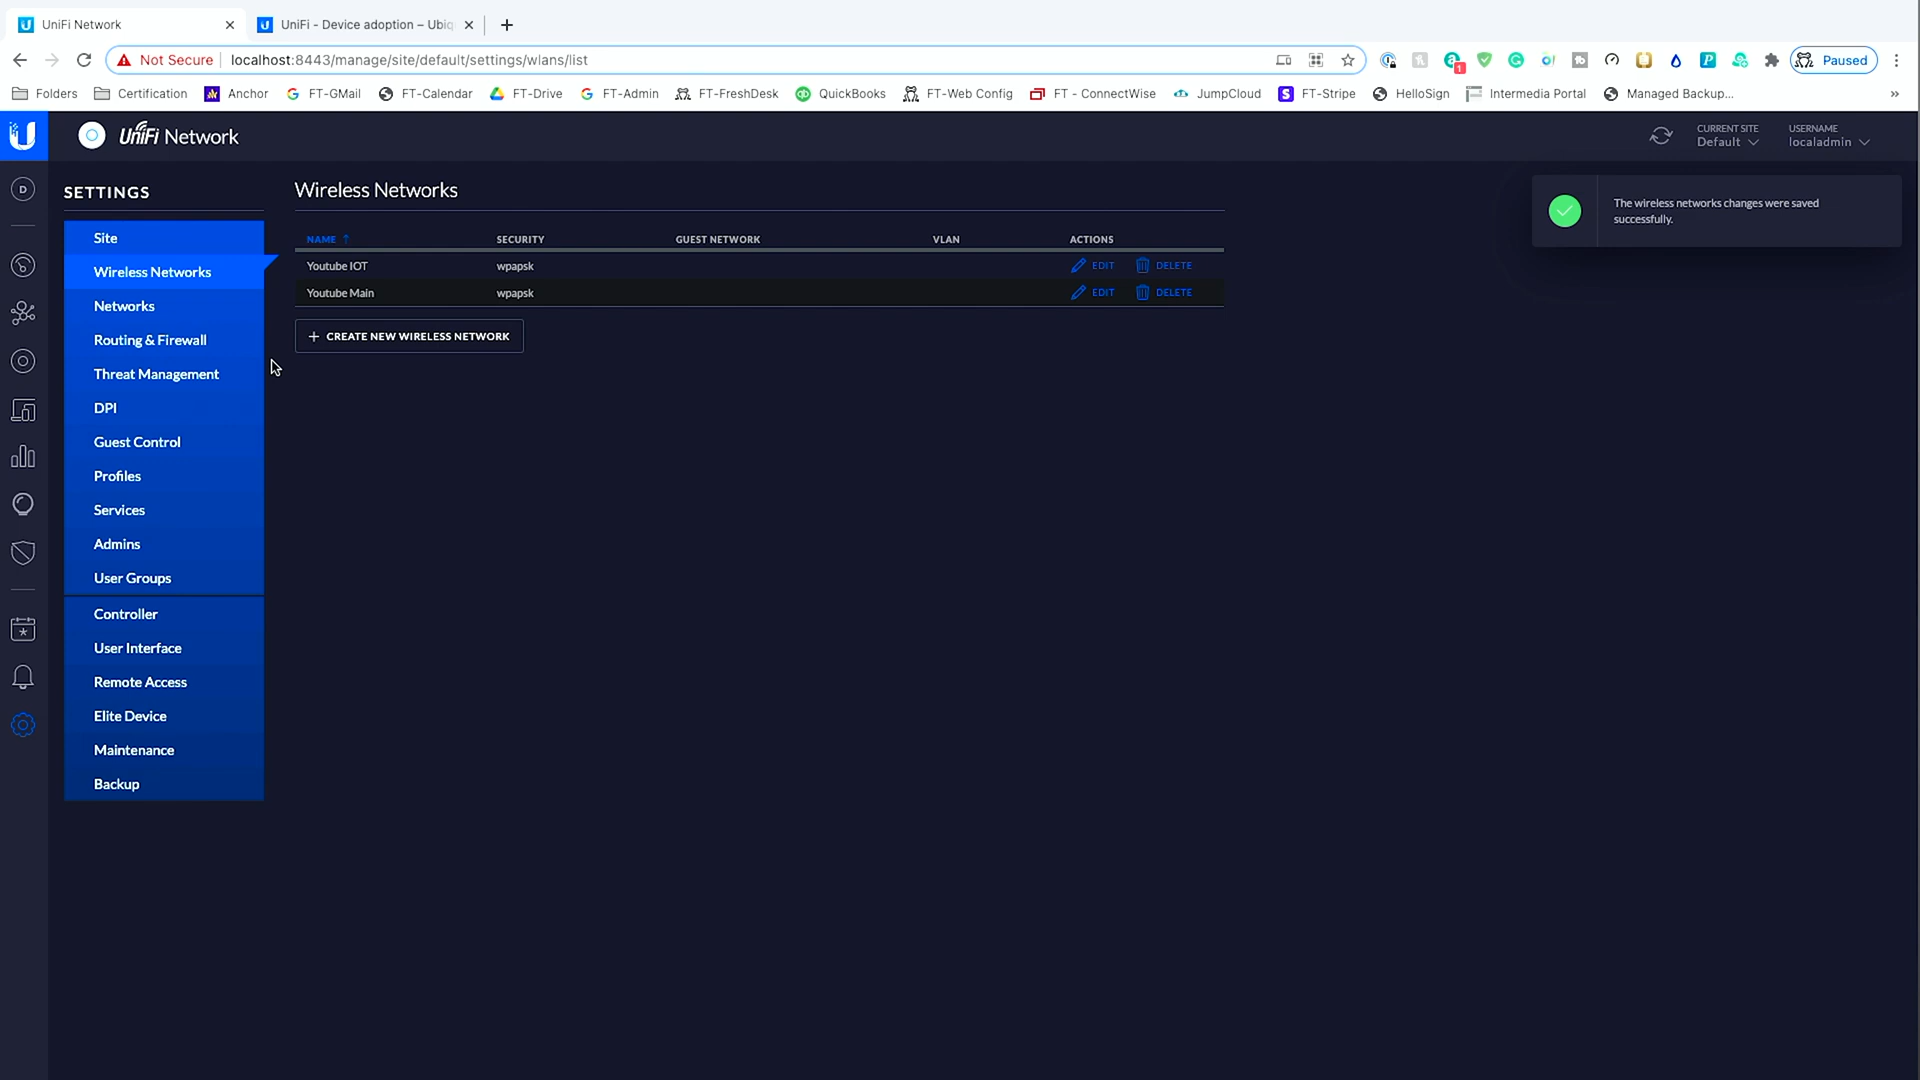 UniFi Network
UniFi - Device adoption – Ubiq
Not Secure
localhost:8443/manage/site/default/settings/wlans/list
1
Paused
Folders
Certification
Anchor
FT-GMail
FT-Calendar
FT-Drive
FT-Admin
FT-FreshDesk
QuickBooks
FT-Web Config
FT - ConnectWise
JumpCloud
FT-Stripe
HelloSign
Intermedia Portal
Managed Backup...
»
UniFi Network
CURRENT SITE
Default
USERNAME
localadmin
D
SETTINGS
Site
Wireless Networks
Networks
Routing & Firewall
Threat Management
DPI
Guest Control
Profiles
Services
Admins
User Groups
Controller
User Interface
Remote Access
Elite Device
Maintenance
Backup
Wireless Networks
NAME SECURITY GUEST NETWORK VLAN ACTIONS
Youtube IOT wpapsk EDIT DELETE
Youtube Main wpapsk EDIT DELETE
+ CREATE NEW WIRELESS NETWORK
The wireless networks changes were saved
successfully.